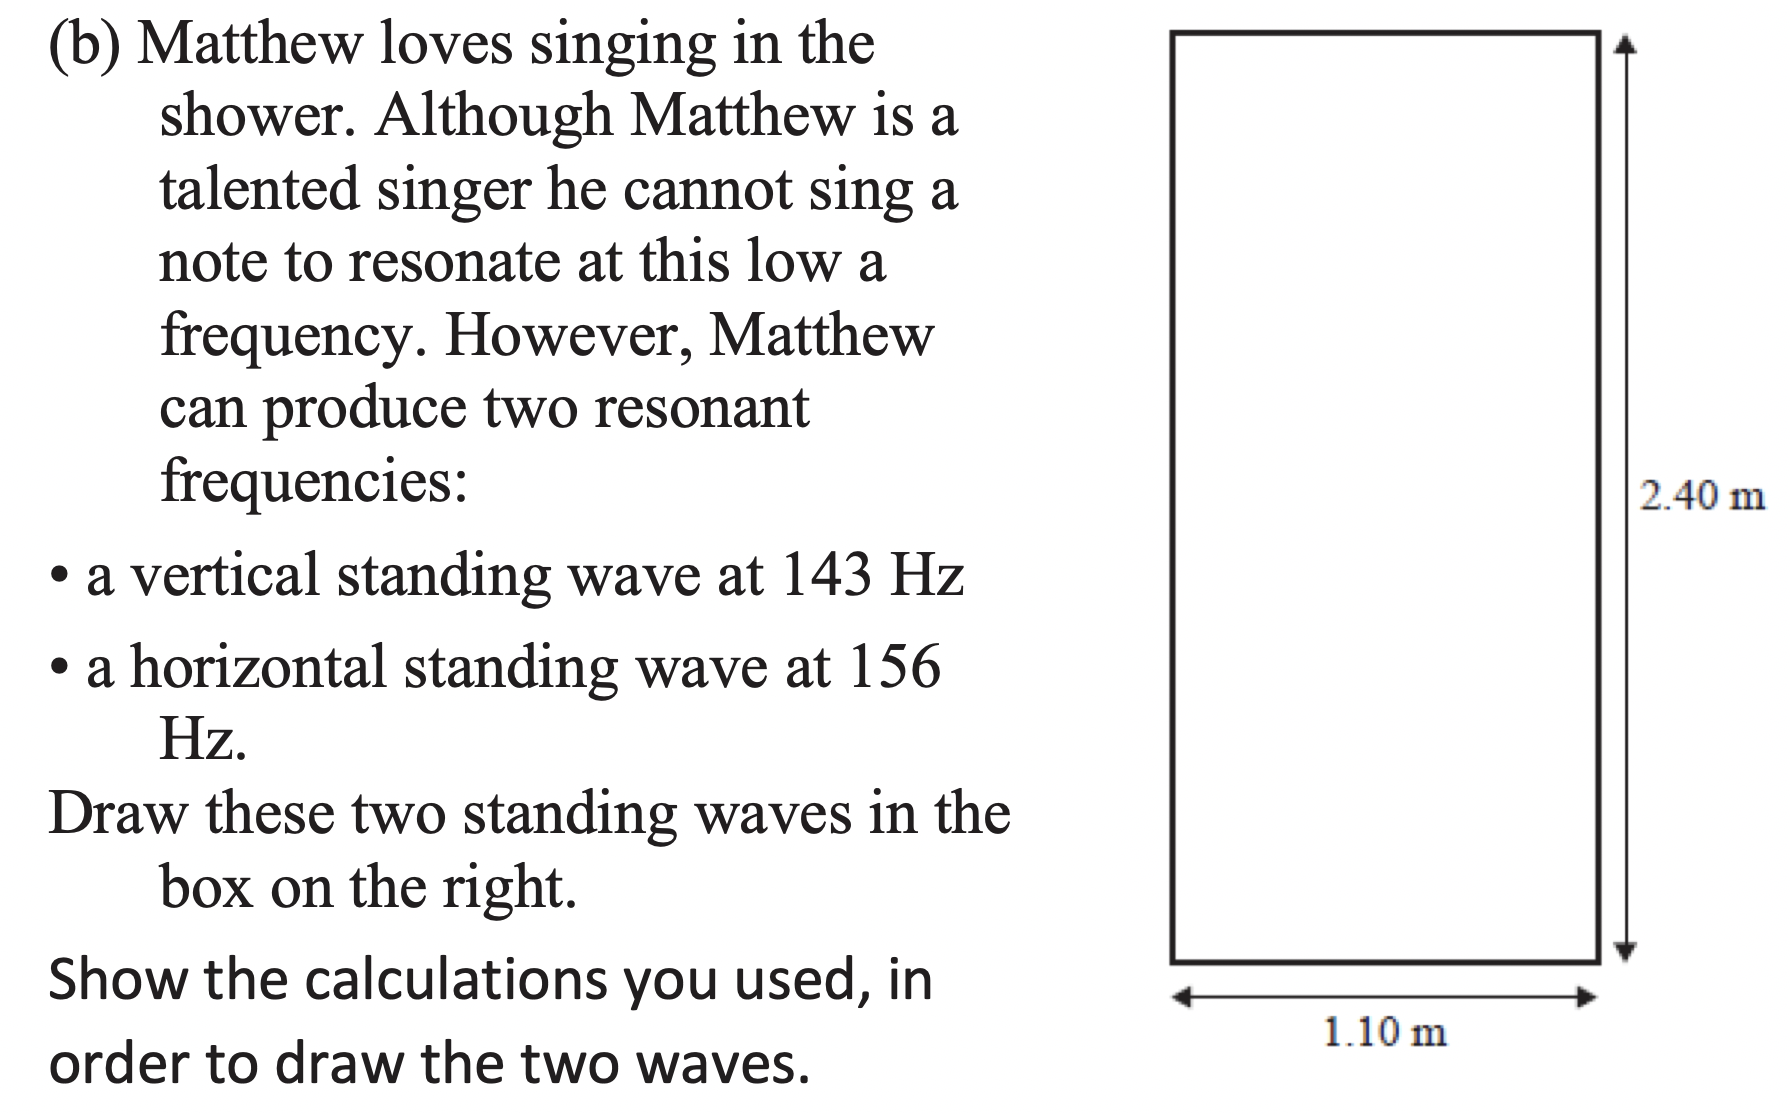 (b) Matthew loves singing in the
shower. Although Matthew is a
talented singer he cannot sing a
note to resonate at this low a
frequency. However, Matthew
can produce two resonant
frequencies:
• a vertical standing wave at 143 Hz
• a horizontal standing wave at 156
Hz.
Draw these two standing waves in the
box on the right.
Show the calculations you used, in
order to draw the two waves.
2.40 m
1.10 m